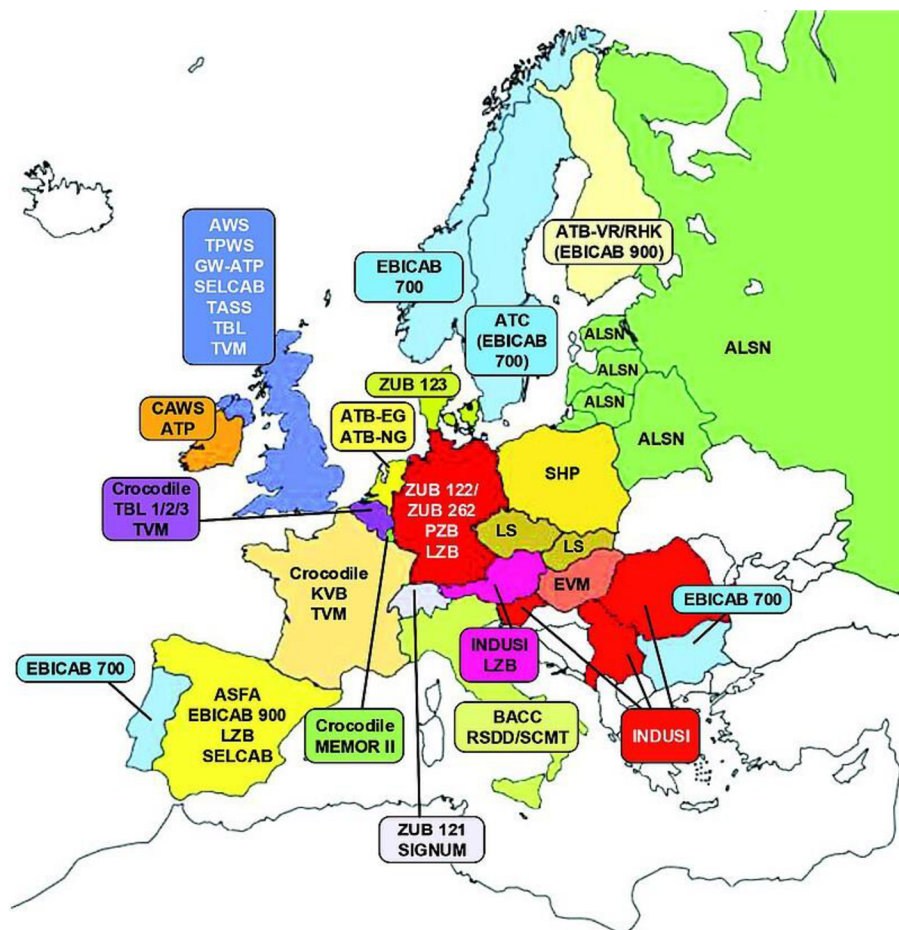 AWS
TPWS
GW-ATP
SELCAB
TASS
TBL
TVM
ATB-VR/RHK
(EBICAB 900)
EBICAB
700
ATC
(EBICAB
700)
ALSN
ALSN
ALSN
ALSN
ALSN
ZUB 123
CAWS
ATP
ATB-EG
ATB-NG
SHP
Crocodile
TBL 1/2/3
TVM
ZUB 122/
ZUB 262
PZB
LZB
LS
LS
EVM
Crocodile
KVB
TVM
EBICAB 700
INDUSI
LZB
EBICAB 700
ASFA
EBICAB 900
LZB
SELCAB
Crocodile
MEMOR II
BACC
RSDD/SCMT
INDUSI
ZUB 121
SIGNUM